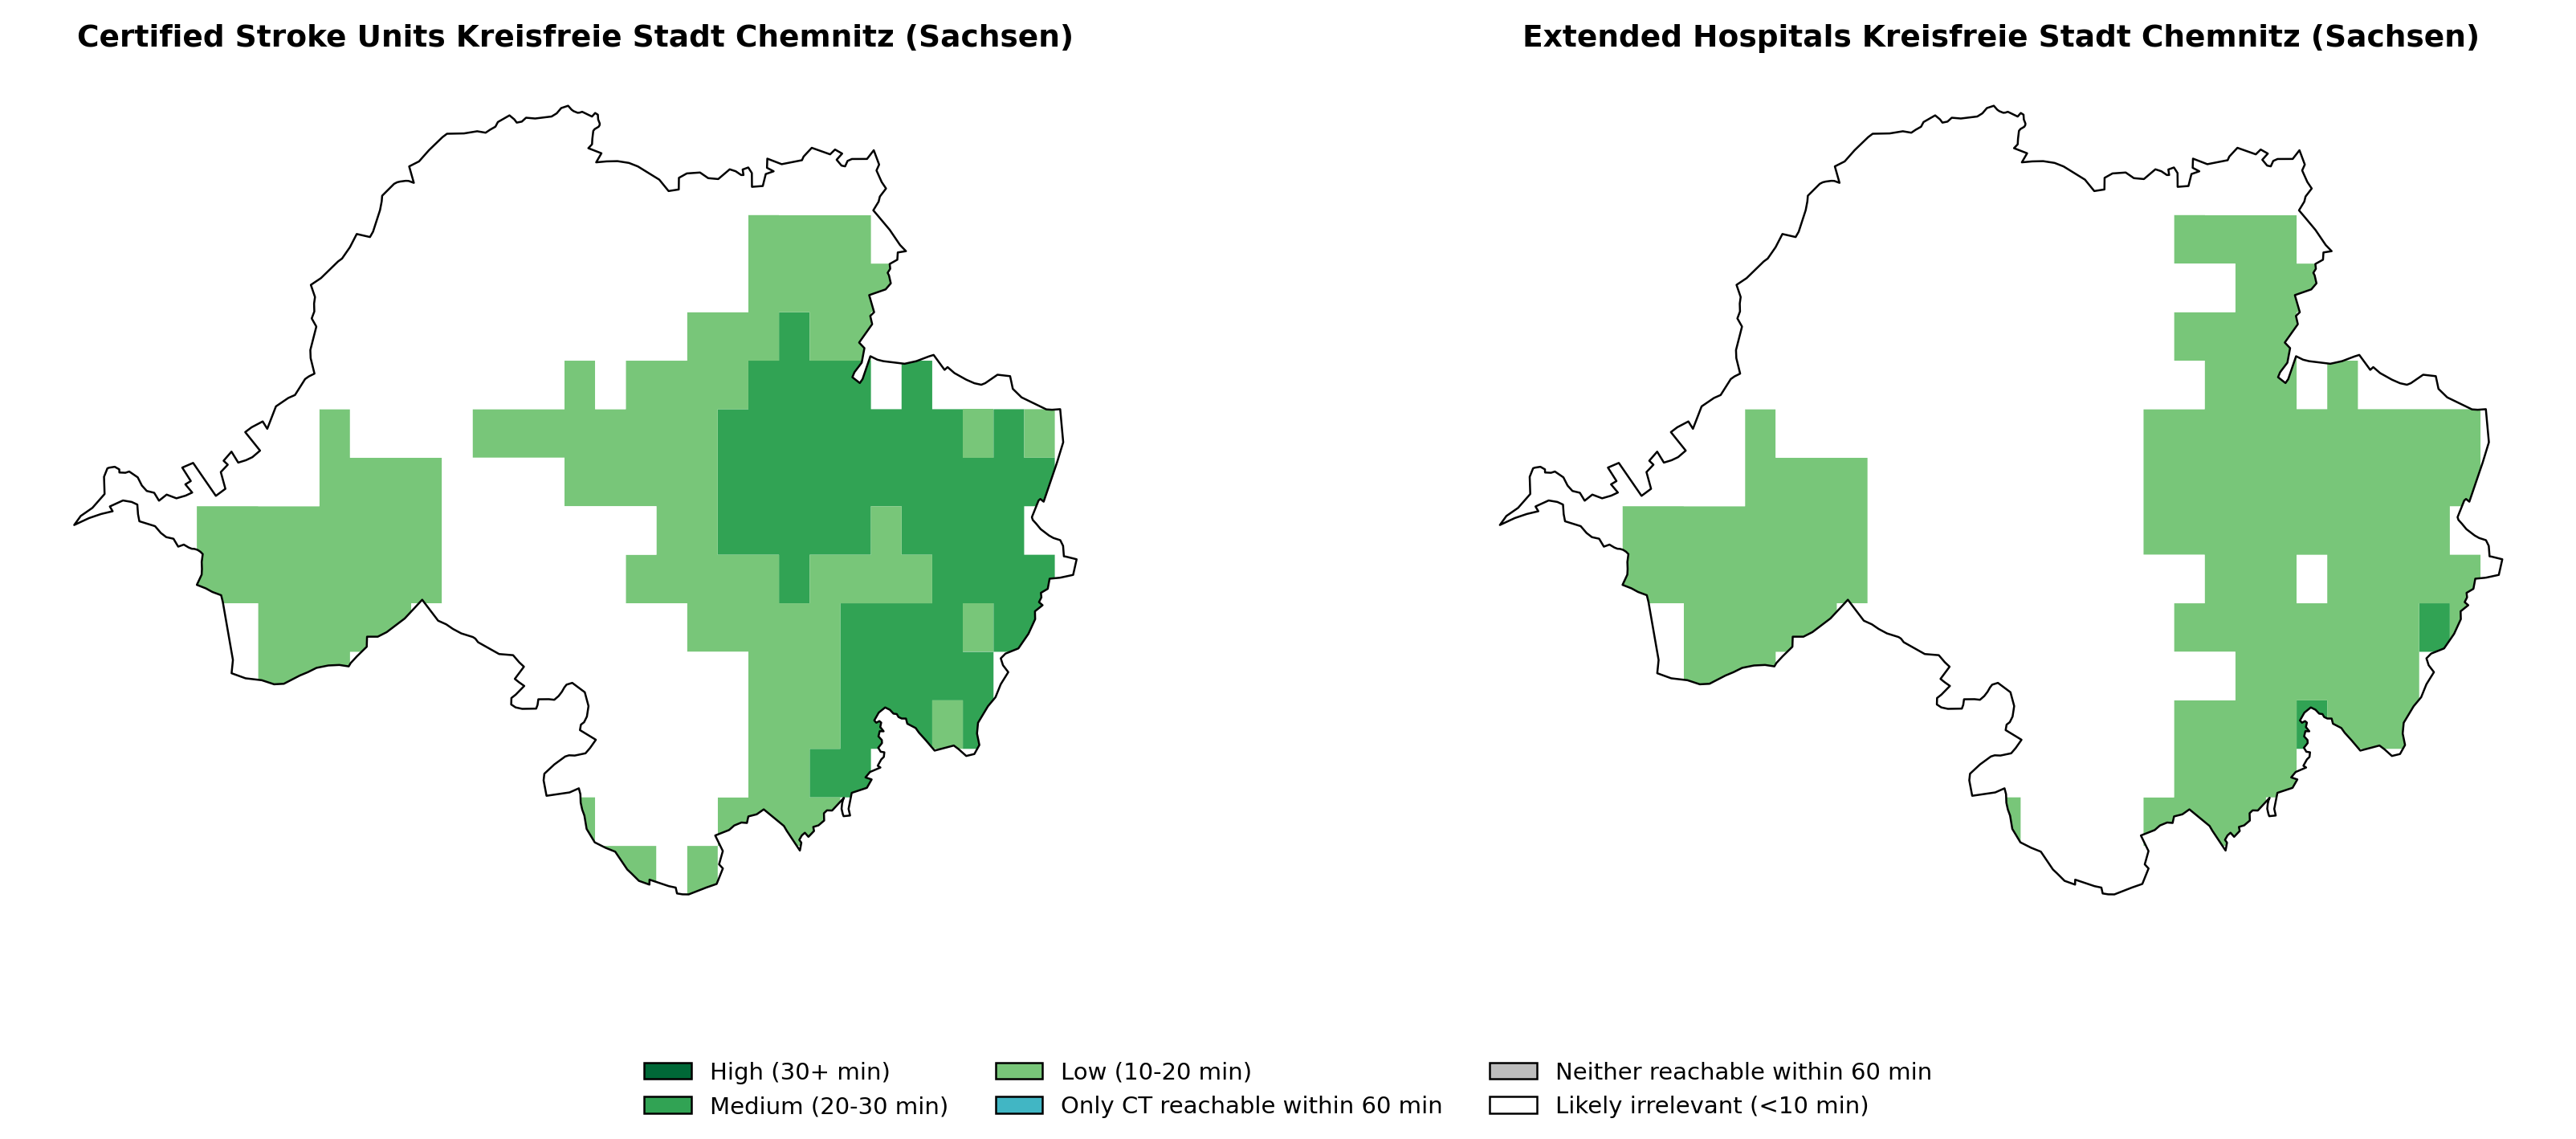 Certified Stroke Units Kreisfreie Stadt Chemnitz (Sachsen)
Extended Hospitals Kreisfreie Stadt Chemnitz (Sachsen)
High (30+ min)
Medium (20-30 min)
Low (10-20 min)
Only CT reachable within 60 min
Neither reachable within 60 min
Likely irrelevant (<10 min)